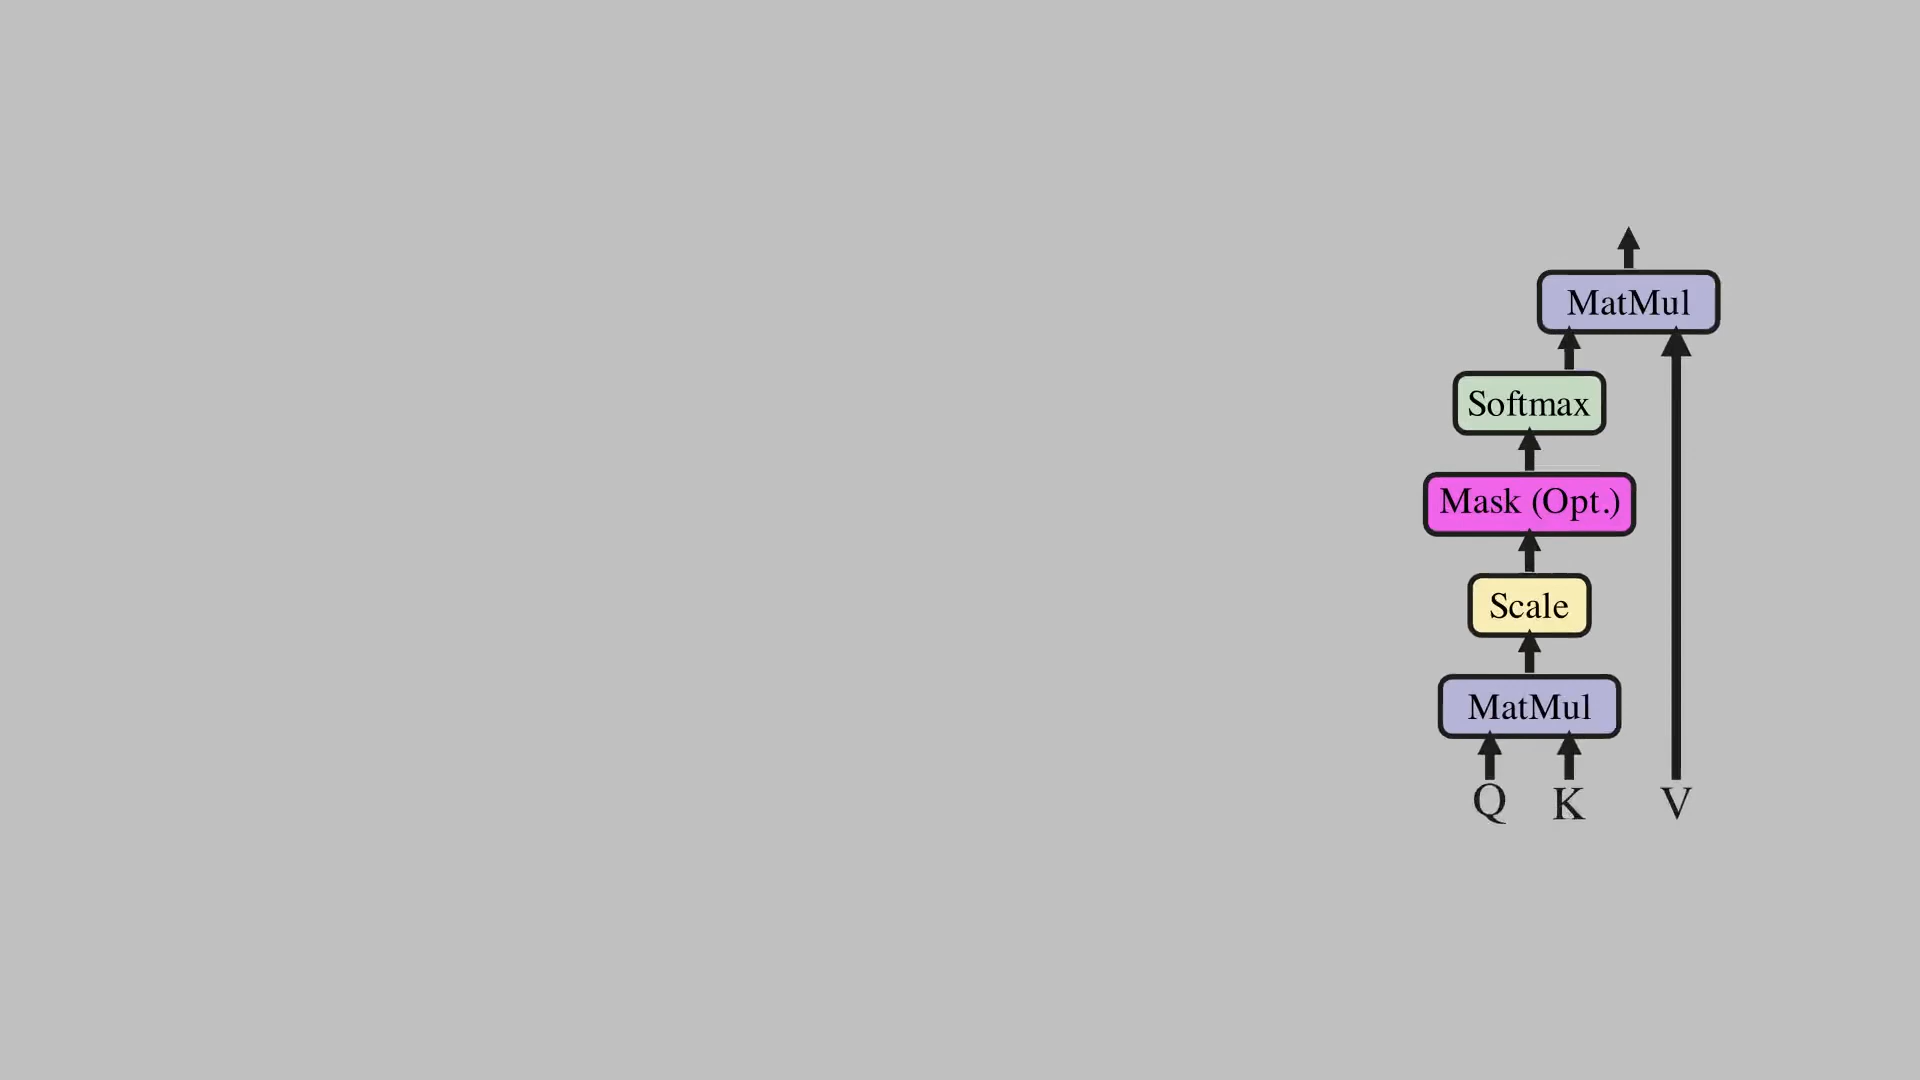 MatMul
Softmax
Mask (Opt.)
Scale
MatMul
Q K V